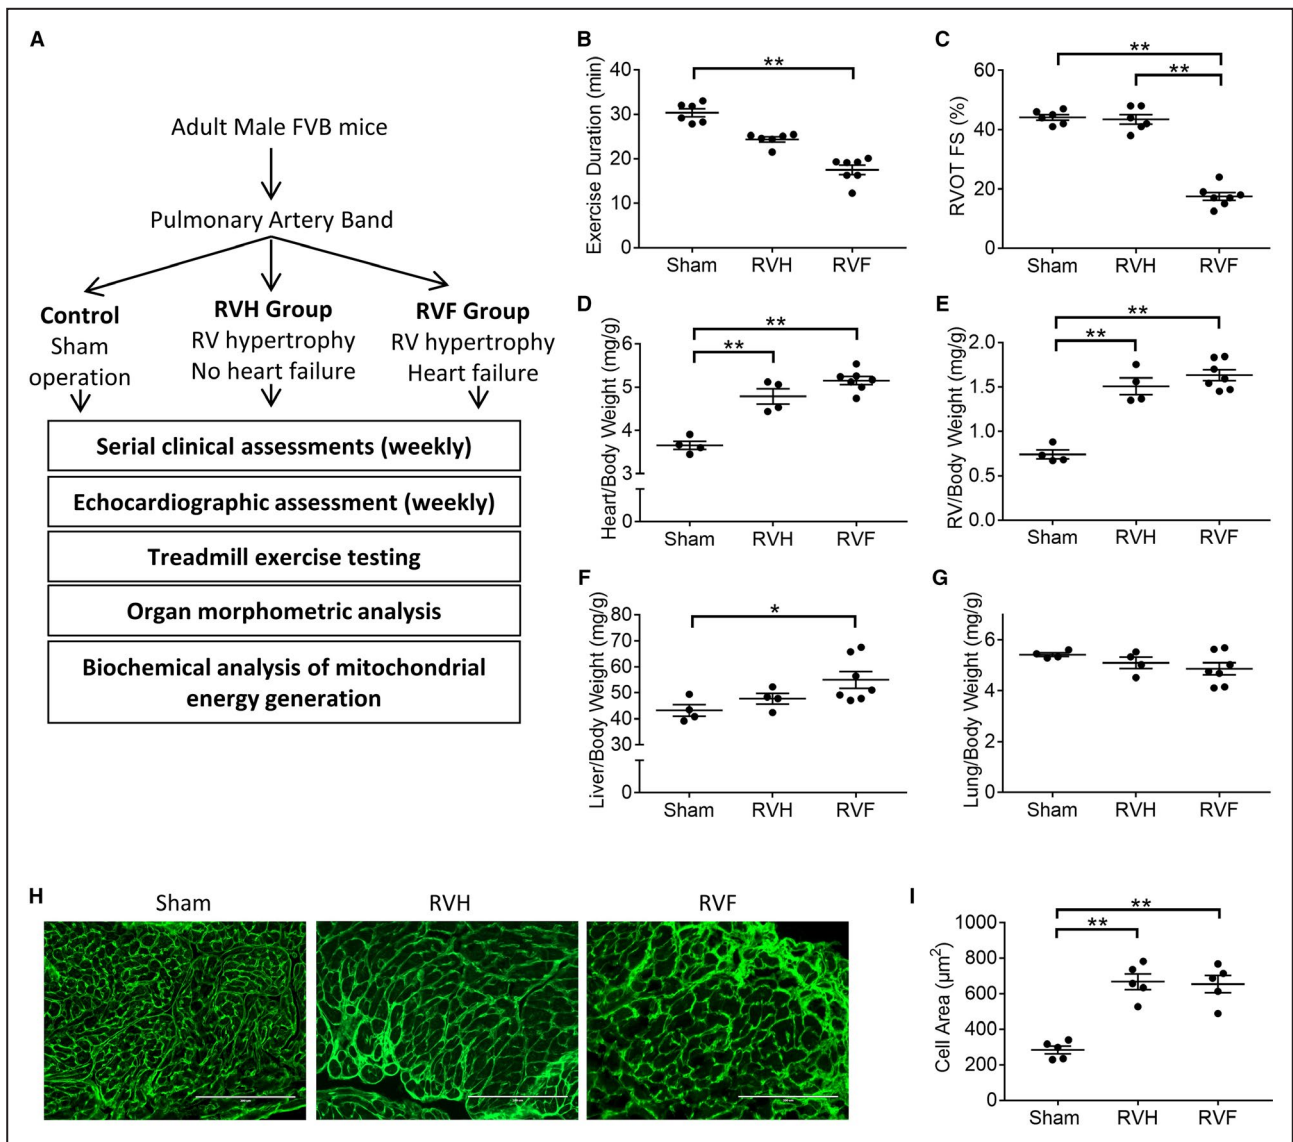 A
Adult Male FVB mice
Pulmonary Artery Band
Control
Sham
operation
RVH Group
RV hypertrophy
No heart failure
RVF Group
RV hypertrophy
Heart failure
Serial clinical assessments (weekly)
Echocardiographic assessment (weekly)
Treadmill exercise testing
Organ morphometric analysis
Biochemical analysis of mitochondrial
energy generation
B
Exercise Duration (min)
40
30
20
10
0
**
Sham RVH RVF
C
RVOT FS (%)
60
40
20
0
**
**
Sham RVH RVF
D
Heart/Body Weight (mg/g)
6
5
4
3
0
**
**
Sham RVH RVF
E
RV/Body Weight (mg/g)
2.0
1.5
1.0
0.5
0.0
**
**
Sham RVH RVF
F
Liver/Body Weight (mg/g)
80
70
60
50
40
30
0
*
Sham RVH RVF
G
Lung/Body Weight (mg/g)
6
4
2
0
Sham RVH RVF
H
Sham RVH RVF
I
Cell Area (µm²)
1000
800
600
400
200
0
**
**
Sham RVH RVF